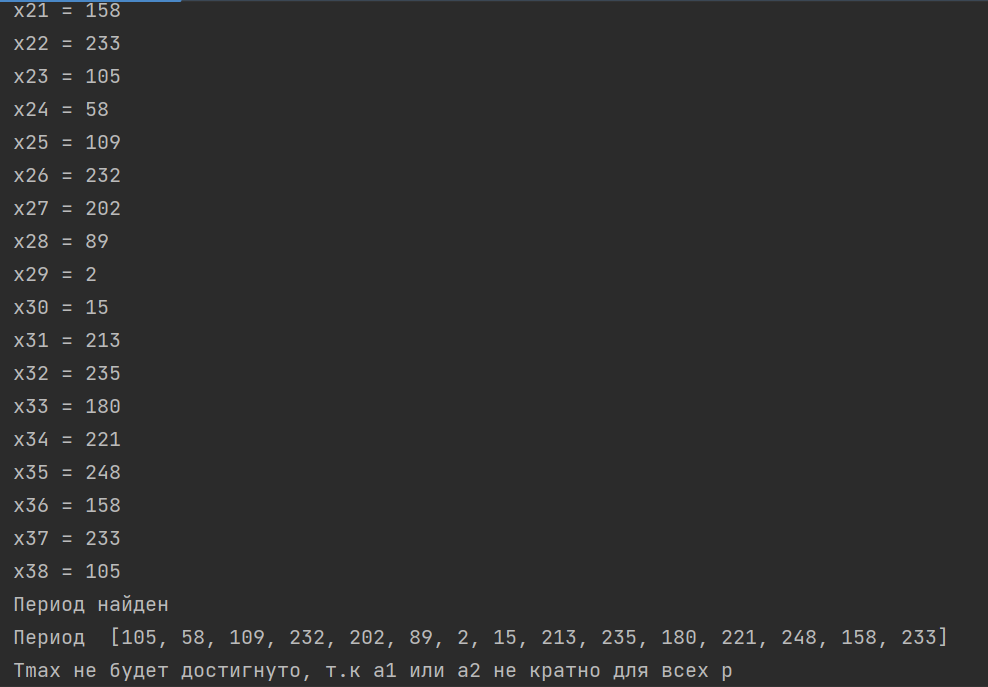 x21 = 158
x22 = 233
x23 = 105
x24 = 58
x25 = 109
x26 = 232
x27 = 202
x28 = 89
x29 = 2
x30 = 15
x31 = 213
x32 = 235
x33 = 180
x34 = 221
x35 = 248
x36 = 158
x37 = 233
x38 = 105
Период найден
Период  [105, 58, 109, 232, 202, 89, 2, 15, 213, 235, 180, 221, 248, 158, 233]
Tmax не будет достигнуто, т.к a1 или a2 не кратно для всех p